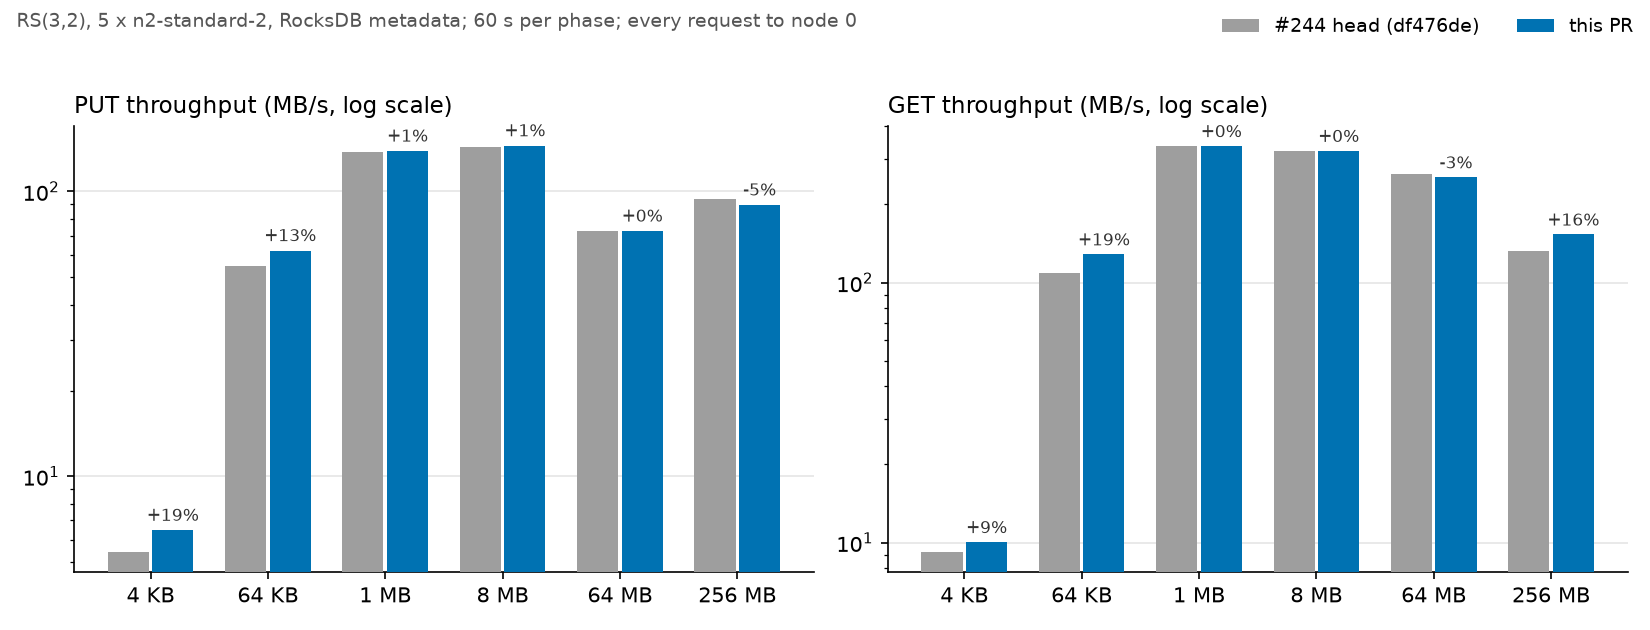 RS(3,2), 5 x n2-standard-2, RocksDB metadata; 60 s per phase; every request to node 0
#244 head (df476de)
this PR
PUT throughput (MB/s, log scale)
+19%
+13%
+1%
+1%
+0%
-5%
10²
10¹
4 KB
64 KB
1 MB
8 MB
64 MB
256 MB
GET throughput (MB/s, log scale)
+9%
+19%
+0%
+0%
-3%
+16%
10²
10¹
4 KB
64 KB
1 MB
8 MB
64 MB
256 MB